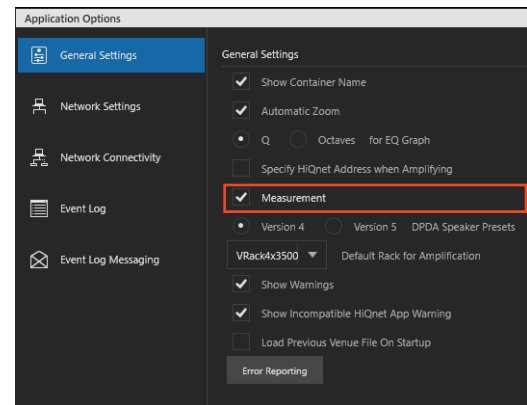 Application Options
General Settings
Network Settings
Network Connectivity
Event Log
Event Log Messaging
General Settings
Show Container Name
Automatic Zoom
Q Octaves for EQ Graph
Specify HiQnet Address when Amplifying
Measurement
Version 4 Version 5 DPDA Speaker Presets
VRack4x3500 Default Rack for Amplification
Show Warnings
Show Incompatible HiQnet App Warning
Load Previous Venue File On Startup
Error Reporting